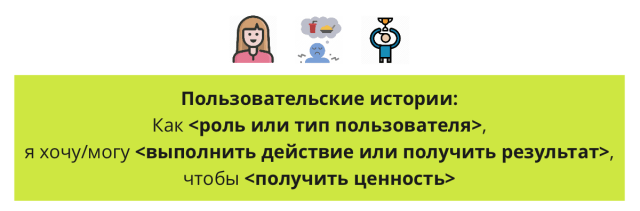 Пользовательские истории:
Как <роль или тип пользователя>,
я хочу/могу <выполнить действие или получить результат>,
чтобы <получить ценность>